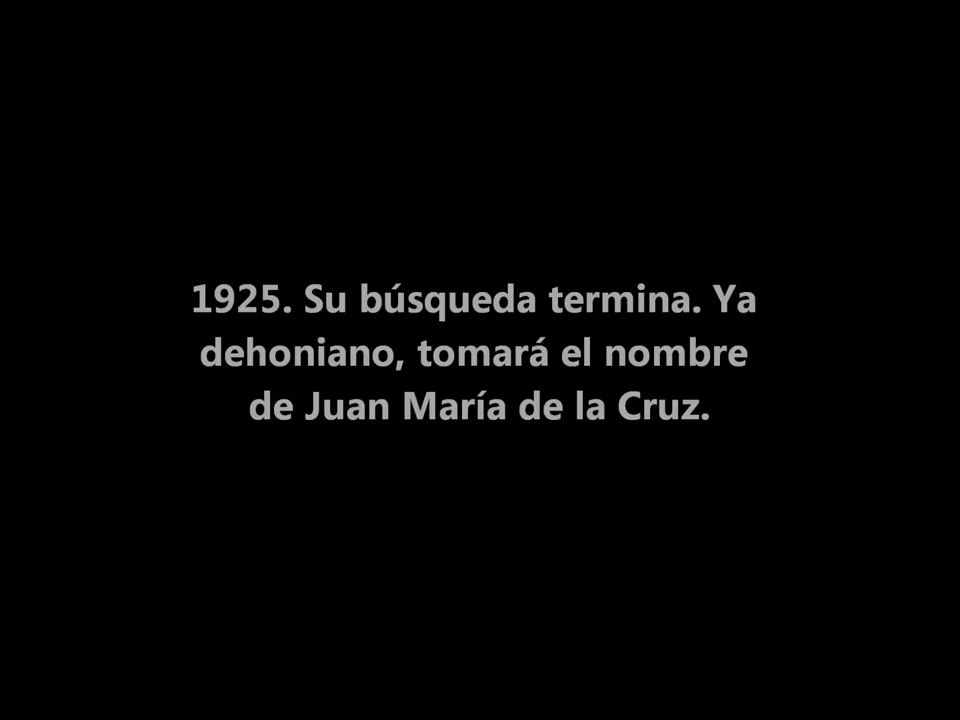 1925. Su búsqueda termina. Ya
dehoniano, tomará el nombre
de Juan María de la Cruz.